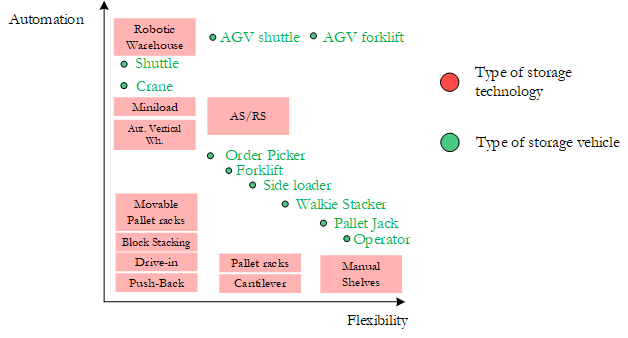 Automation
Robotic
Warehouse
AGV shuttle
AGV forklift
Shuttle
Crane
Miniload
Aut. Vertical
Wh.
AS/RS
Order Picker
Forklift
Side loader
Walkie Stacker
Pallet Jack
Operator
Movable
Pallet racks
Block Stacking
Drive-in
Push-Back
Pallet racks
Cantilever
Manual
Shelves
Flexibility
Type of storage
technology
Type of storage vehicle